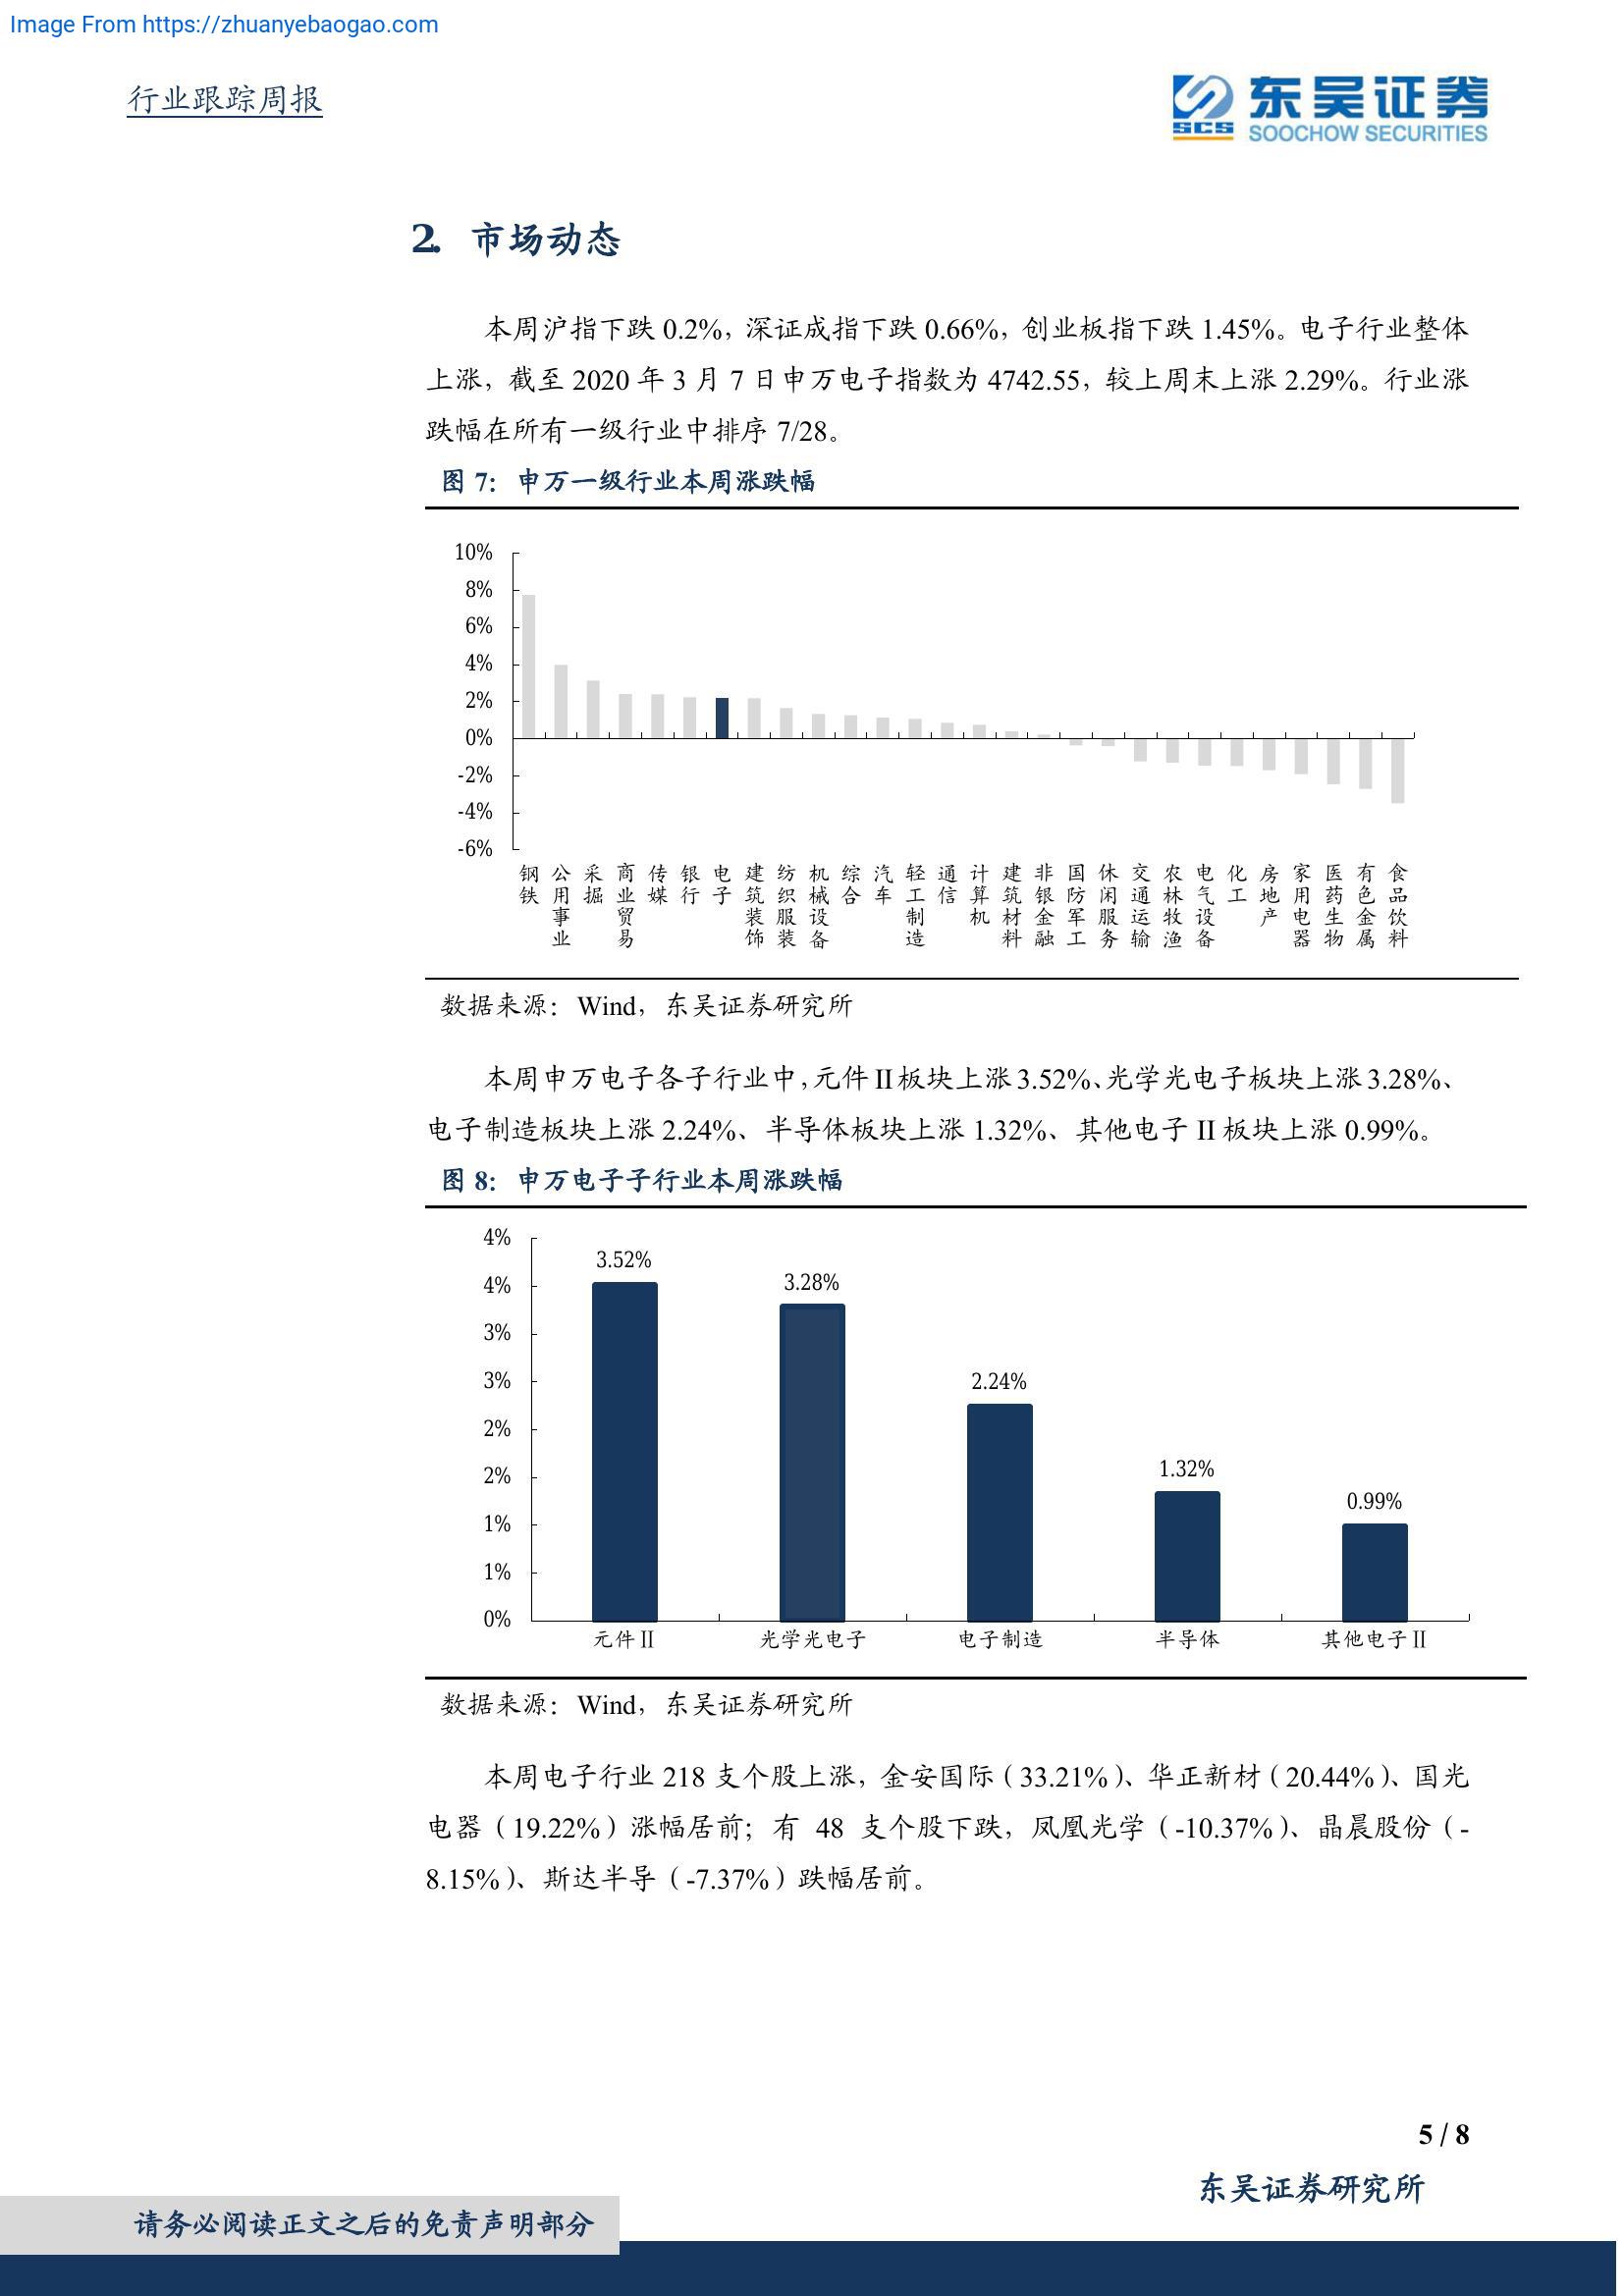 Image From https://zhuanyebaogao.com
行业跟踪周报
东吴证券
SCS
SOOCHOW SECURITIES
2. 市场动态
本周沪指下跌 0.2%，深证成指下跌 0.66%，创业板指下跌 1.45%。电子行业整体
上涨，截至 2020 年 3 月 7 日申万电子指数为 4742.55，较上周末上涨 2.29%。行业涨
跌幅在所有一级行业中排序 7/28。
图 7：申万一级行业本周涨跌幅
10%
8%
6%
4%
2%
0%
-2%
-4%
-6%
钢铁
公用事业
采掘
商业贸易
传媒
银行
电子
建筑装饰
纺织服装
机械设备
综合
汽车
轻工制造
通信
计算机
建筑材料
非银金融
国防军工
休闲服务
交通运输
农林牧渔
电气设备
化工
房地产
家用电器
医药生物
有色金属
食品饮料
数据来源：Wind，东吴证券研究所
本周申万电子各子行业中，元件 II 板块上涨 3.52%、光学光电子板块上涨 3.28%、
电子制造板块上涨 2.24%、半导体板块上涨 1.32%、其他电子 II 板块上涨 0.99%。
图 8：申万电子子行业本周涨跌幅
4%
4%
3%
3%
2%
2%
1%
1%
0%
3.52%
3.28%
2.24%
1.32%
0.99%
元件Ⅱ
光学光电子
电子制造
半导体
其他电子Ⅱ
数据来源：Wind，东吴证券研究所
本周电子行业 218 支个股上涨，金安国际（33.21%）、华正新材（20.44%）、国光
电器（19.22%）涨幅居前；有 48 支个股下跌，凤凰光学（-10.37%）、晶晨股份（-
8.15%）、斯达半导（-7.37%）跌幅居前。
5 / 8
东吴证券研究所
请务必阅读正文之后的免责声明部分